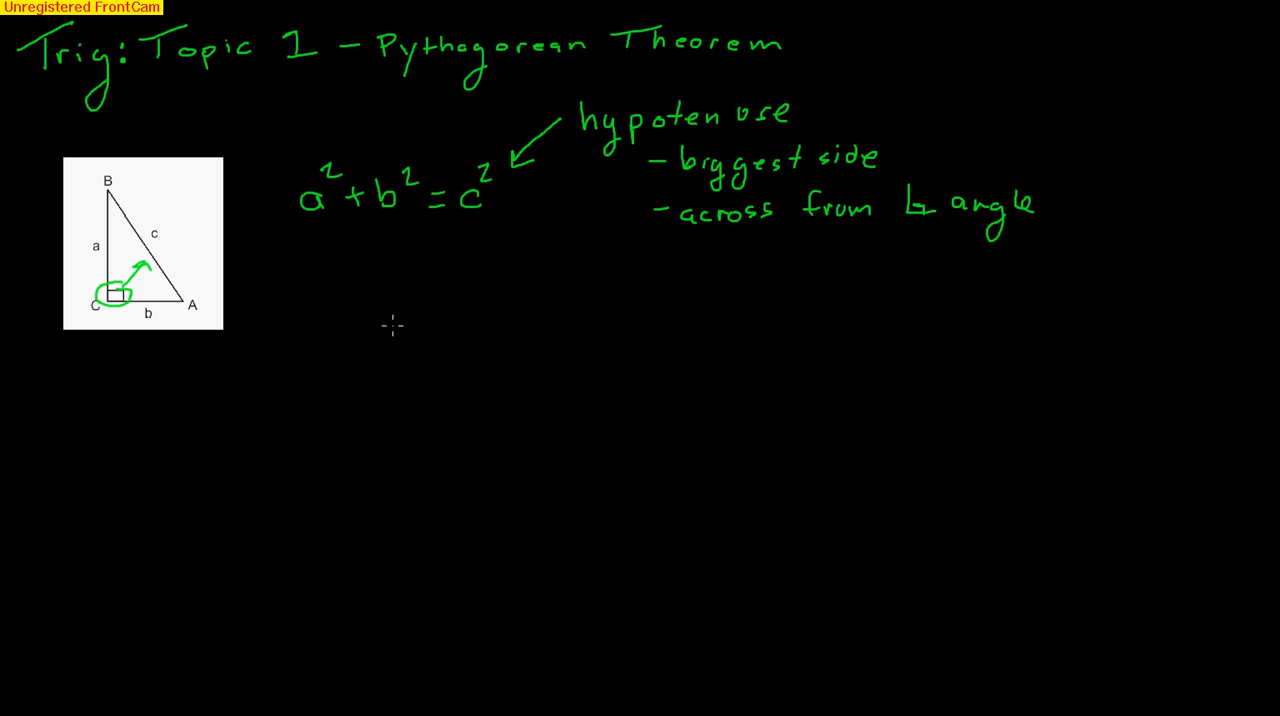 Unregistered FrontCam
Trig: Topic 1 - Pythagorean Theorem
hypotenuse
- biggest side
- across from ∟ angle
a² + b² = c²
B
a
c
C
b
A